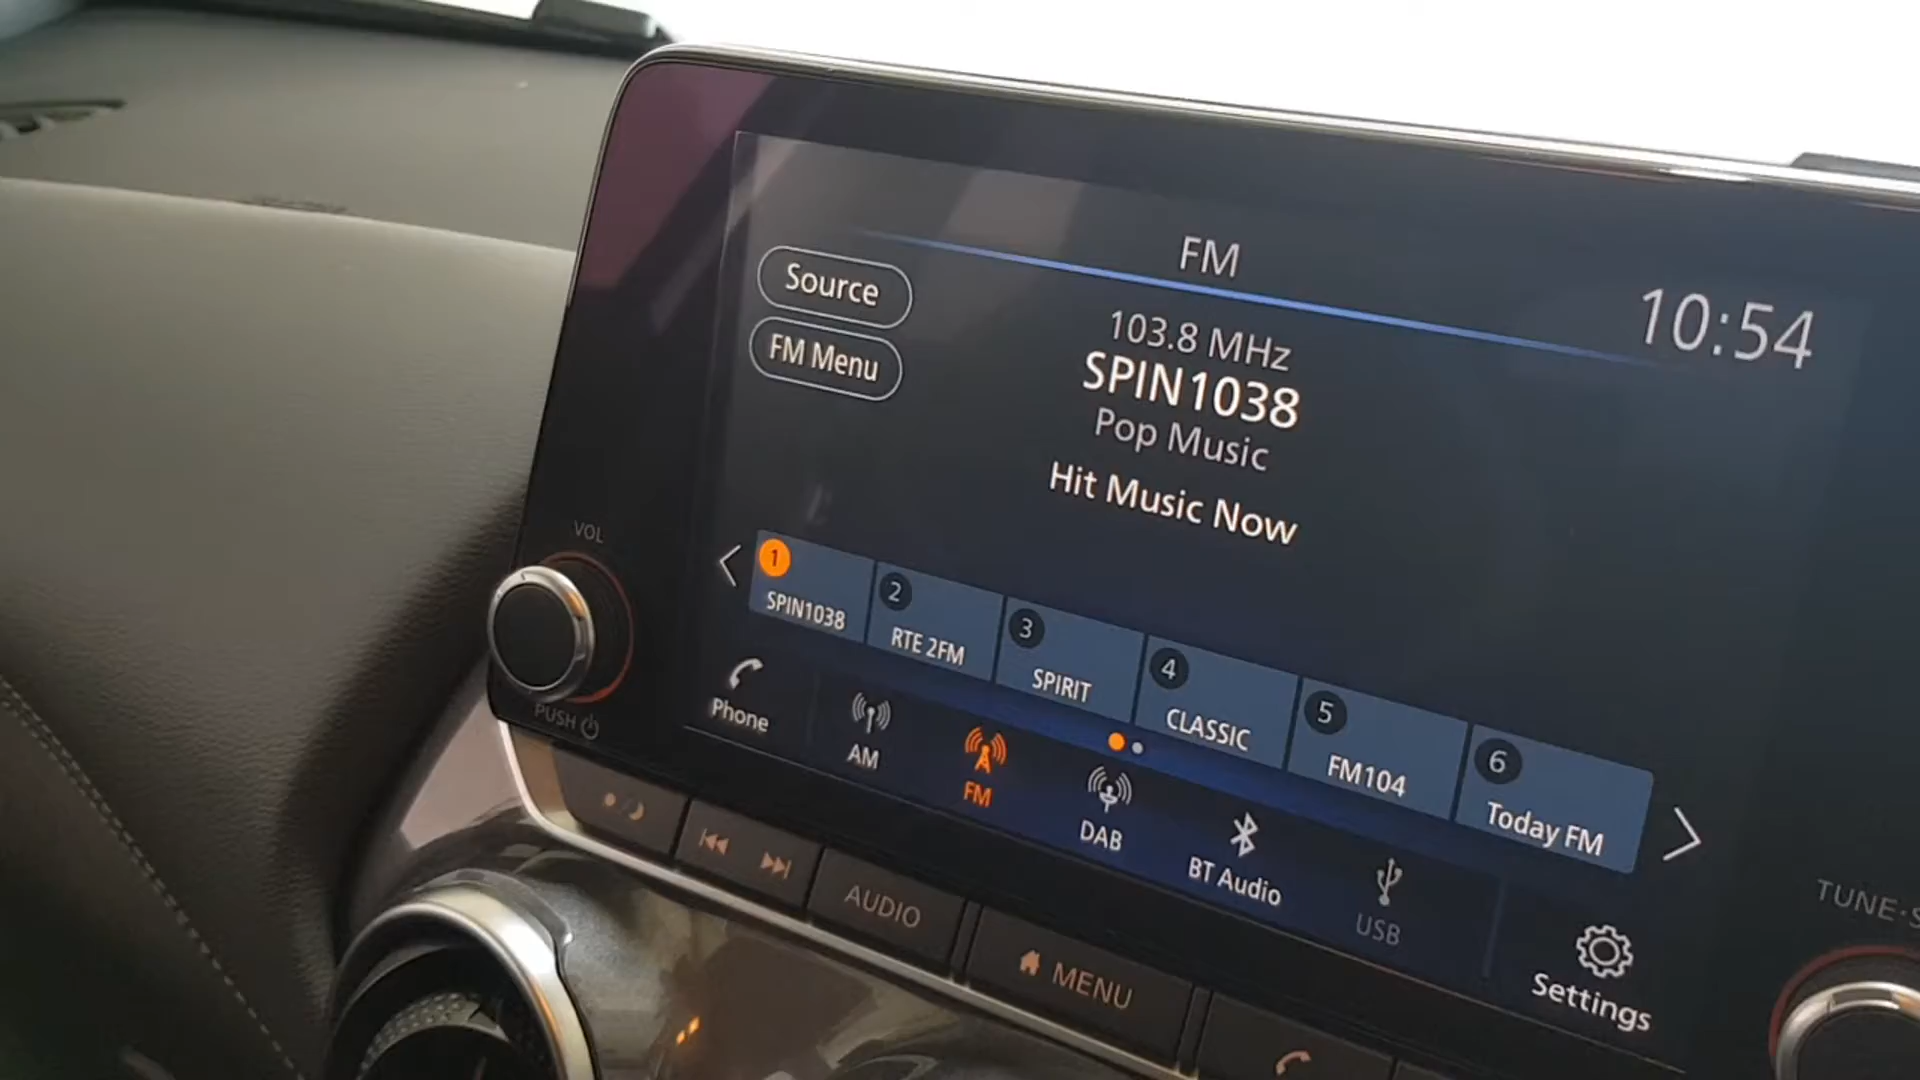 FM
10:54
Source
FM Menu
103.8 MHz
SPIN1038
Pop Music
Hit Music Now
VOL
PUSH
1
SPIN1038
2
RTE 2FM
3
SPIRIT
4
CLASSIC
5
FM104
6
Today FM
Phone
AM
FM
DAB
BT Audio
USB
Settings
AUDIO
MENU
TUNE